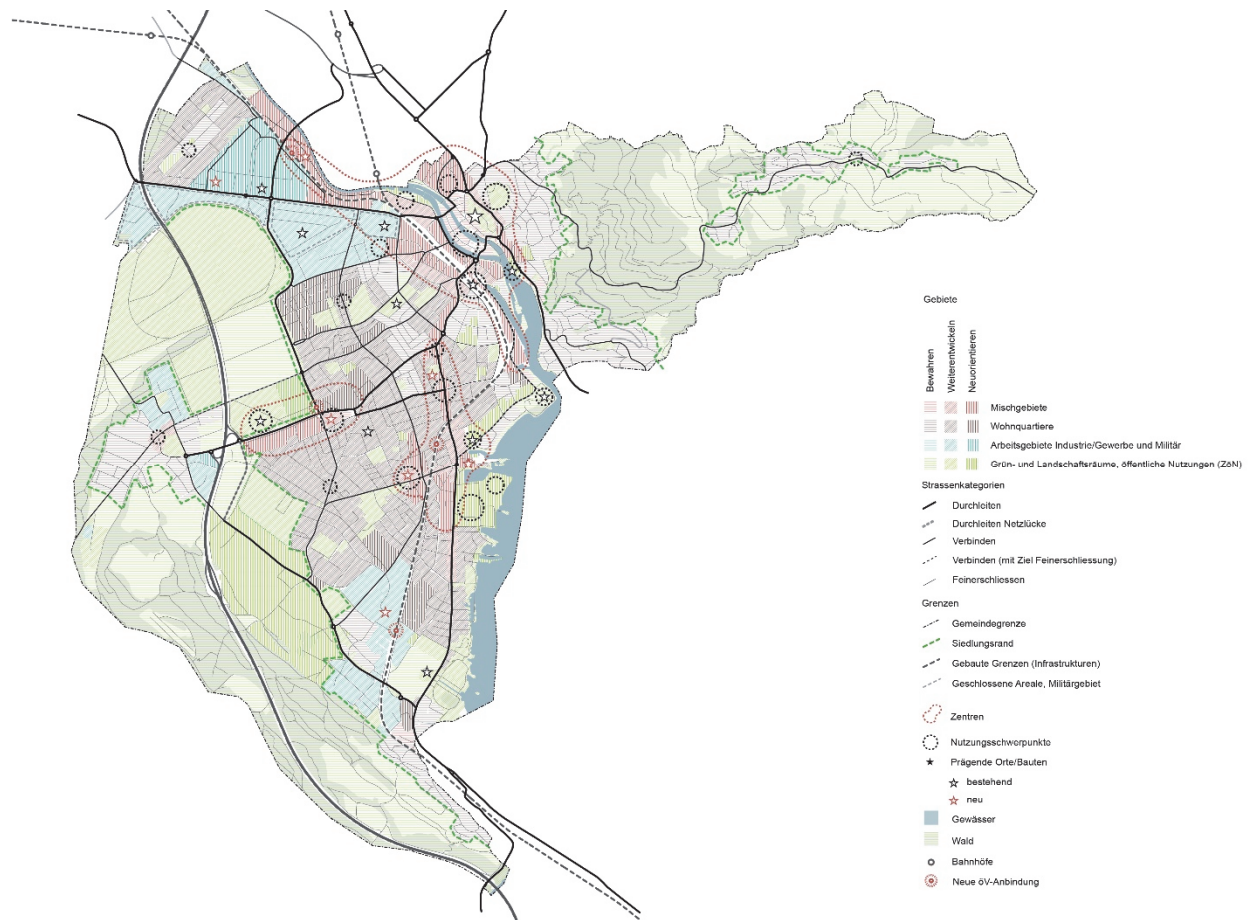 Gebiete
Bewahren
Weiterentwickeln
Neuorientieren
Mischgebiete
Wohnquartiere
Arbeitsgebiete Industrie/Gewerbe und Militär
Grün- und Landschaftsräume, öffentliche Nutzungen (ZöN)
Strassenkategorien
Durchleiten
Durchleiten Netzlücke
Verbinden
Verbinden (mit Ziel Feinerschliessung)
Feinerschliessen
Grenzen
Gemeindegrenze
Siedlungsrand
Gebaute Grenzen (Infrastrukturen)
Geschlossene Areale, Militärgebiet
Zentren
Nutzungsschwerpunkte
Prägende Orte/Bauten
bestehend
neu
Gewässer
Wald
Bahnhöfe
Neue öV-Anbindung